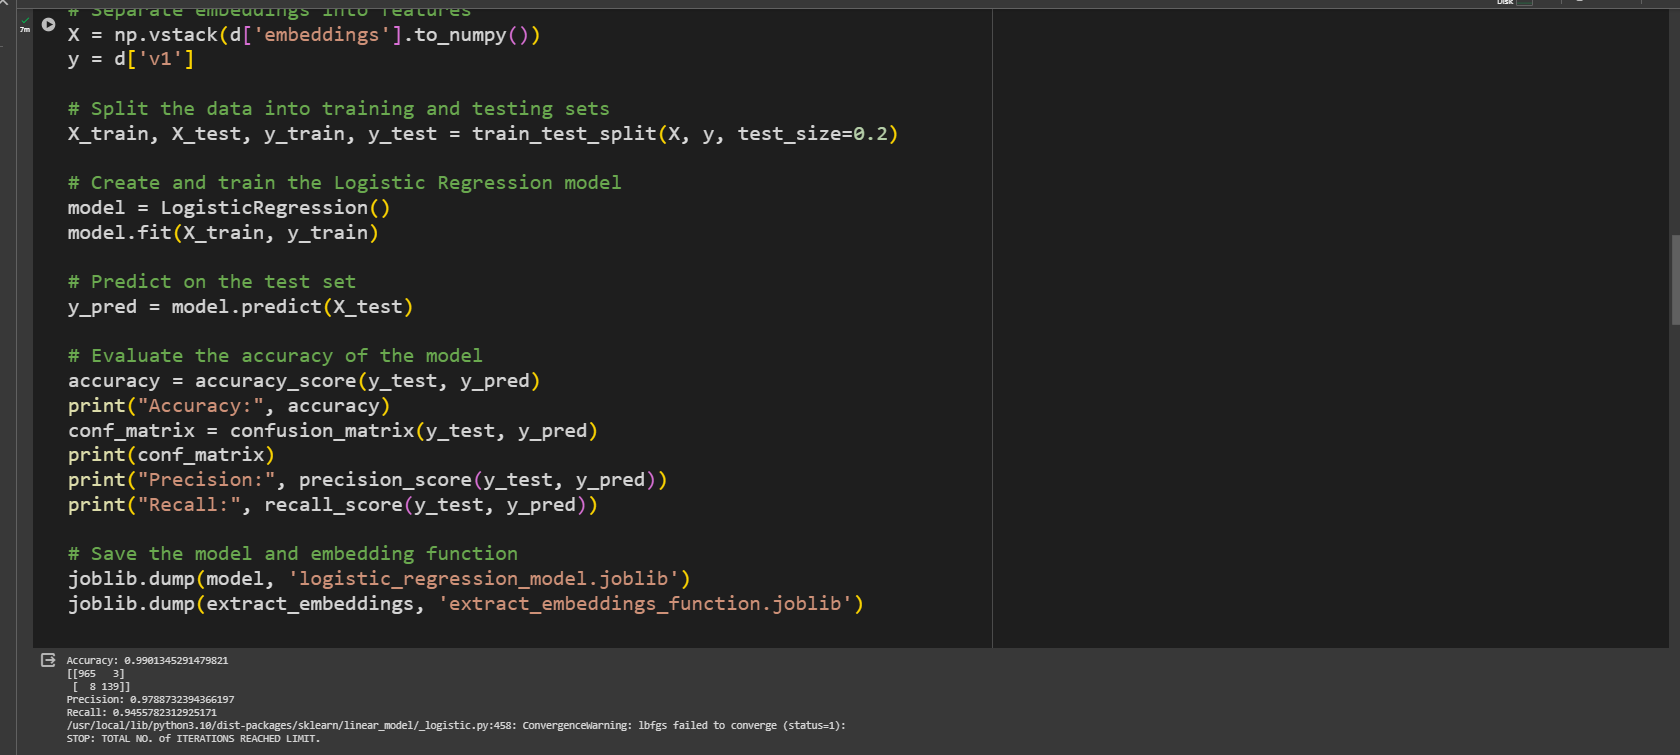 Disk
# Separate embeddings into features
7m
X = np.vstack(d['embeddings'].to_numpy())
y = d['v1']
# Split the data into training and testing sets
X_train, X_test, y_train, y_test = train_test_split(X, y, test_size=0.2)
# Create and train the Logistic Regression model
model = LogisticRegression()
model.fit(X_train, y_train)
# Predict on the test set
y_pred = model.predict(X_test)
# Evaluate the accuracy of the model
accuracy = accuracy_score(y_test, y_pred)
print("Accuracy:", accuracy)
conf_matrix = confusion_matrix(y_test, y_pred)
print(conf_matrix)
print("Precision:", precision_score(y_test, y_pred))
print("Recall:", recall_score(y_test, y_pred))
# Save the model and embedding function
joblib.dump(model, 'logistic_regression_model.joblib')
joblib.dump(extract_embeddings, 'extract_embeddings_function.joblib')
Accuracy: 0.9901345291479821
[[965   3]
 [  8 139]]
Precision: 0.9788732394366197
Recall: 0.9455782312925171
/usr/local/lib/python3.10/dist-packages/sklearn/linear_model/_logistic.py:458: ConvergenceWarning: lbfgs failed to converge (status=1):
STOP: TOTAL NO. of ITERATIONS REACHED LIMIT.